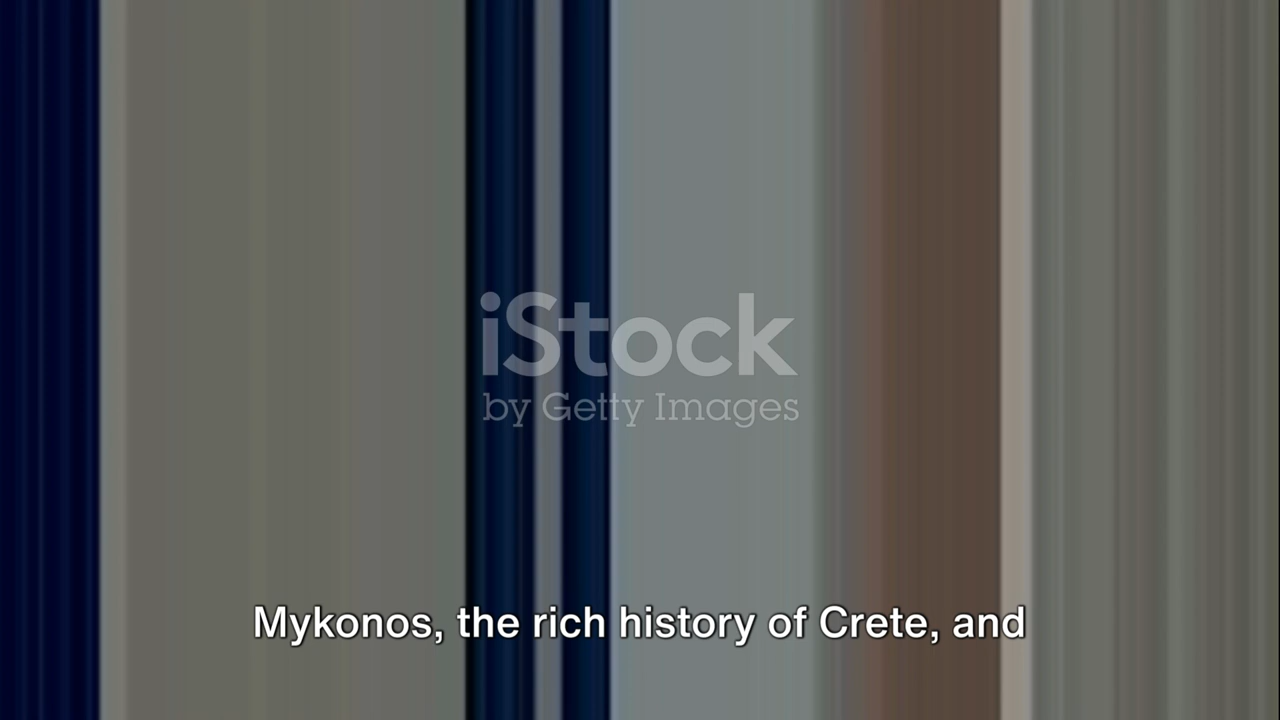 iStock
by Getty Images
Mykonos, the rich history of Crete, and